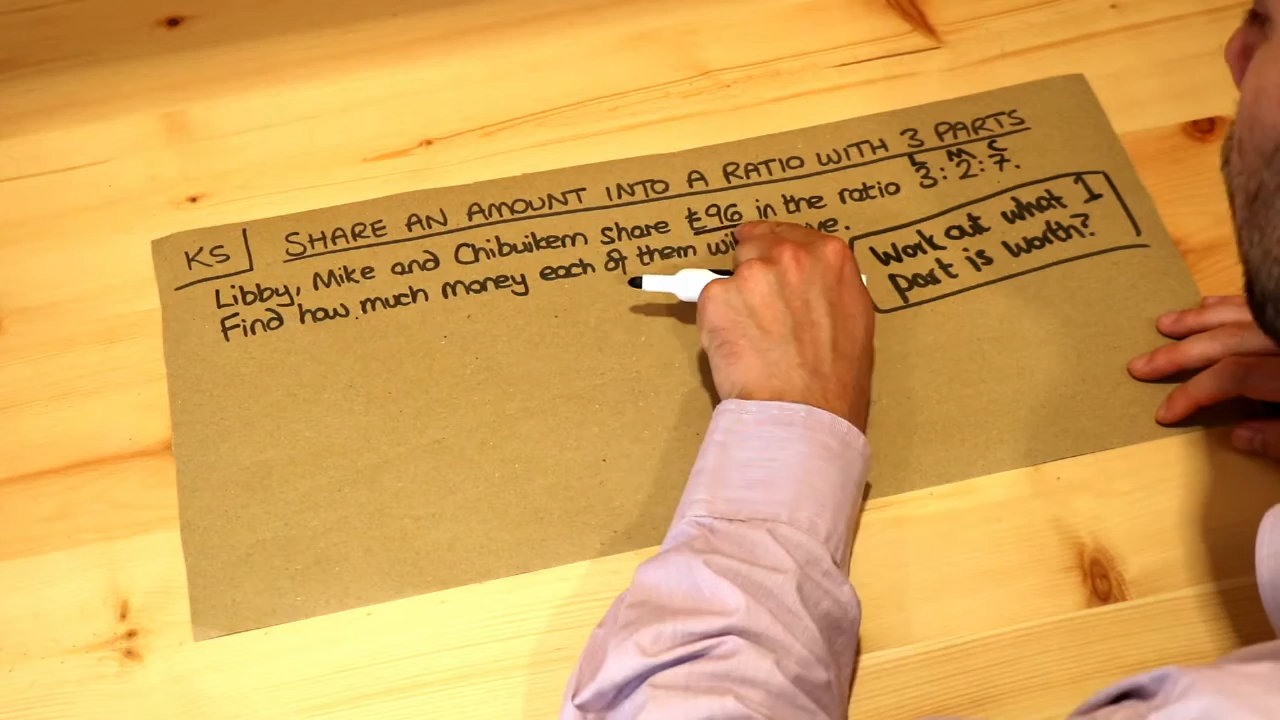 KS
SHARE AN AMOUNT INTO A RATIO WITH 3 PARTS
L M C
Libby, Mike and Chibuikem share £96 in the ratio 3:2:7.
Find how much money each of them
Work out what 1
part is worth?